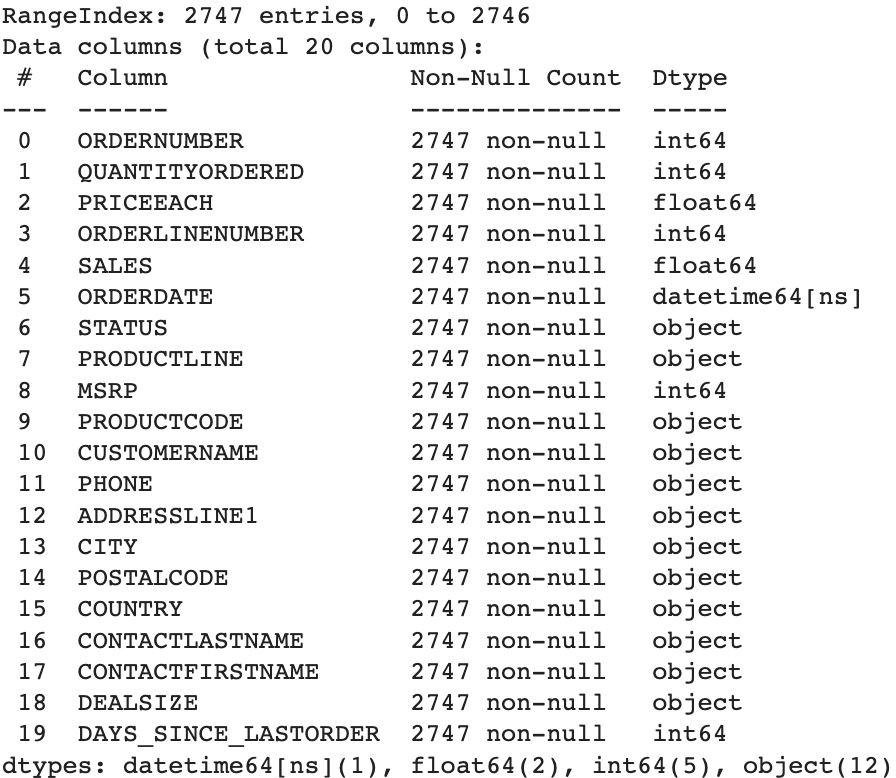 RangeIndex: 2747 entries, 0 to 2746
Data columns (total 20 columns):
 #   Column                Non-Null Count  Dtype
---  ------                --------------  -----
 0   ORDERNUMBER           2747 non-null   int64
 1   QUANTITYORDERED       2747 non-null   int64
 2   PRICEEACH             2747 non-null   float64
 3   ORDERLINENUMBER       2747 non-null   int64
 4   SALES                 2747 non-null   float64
 5   ORDERDATE             2747 non-null   datetime64[ns]
 6   STATUS                2747 non-null   object
 7   PRODUCTLINE           2747 non-null   object
 8   MSRP                  2747 non-null   int64
 9   PRODUCTCODE           2747 non-null   object
 10  CUSTOMERNAME          2747 non-null   object
 11  PHONE                 2747 non-null   object
 12  ADDRESSLINE1          2747 non-null   object
 13  CITY                  2747 non-null   object
 14  POSTALCODE            2747 non-null   object
 15  COUNTRY               2747 non-null   object
 16  CONTACTLASTNAME       2747 non-null   object
 17  CONTACTFIRSTNAME      2747 non-null   object
 18  DEALSIZE              2747 non-null   object
 19  DAYS_SINCE_LASTORDER  2747 non-null   int64
dtypes: datetime64[ns](1), float64(2), int64(5), object(12)